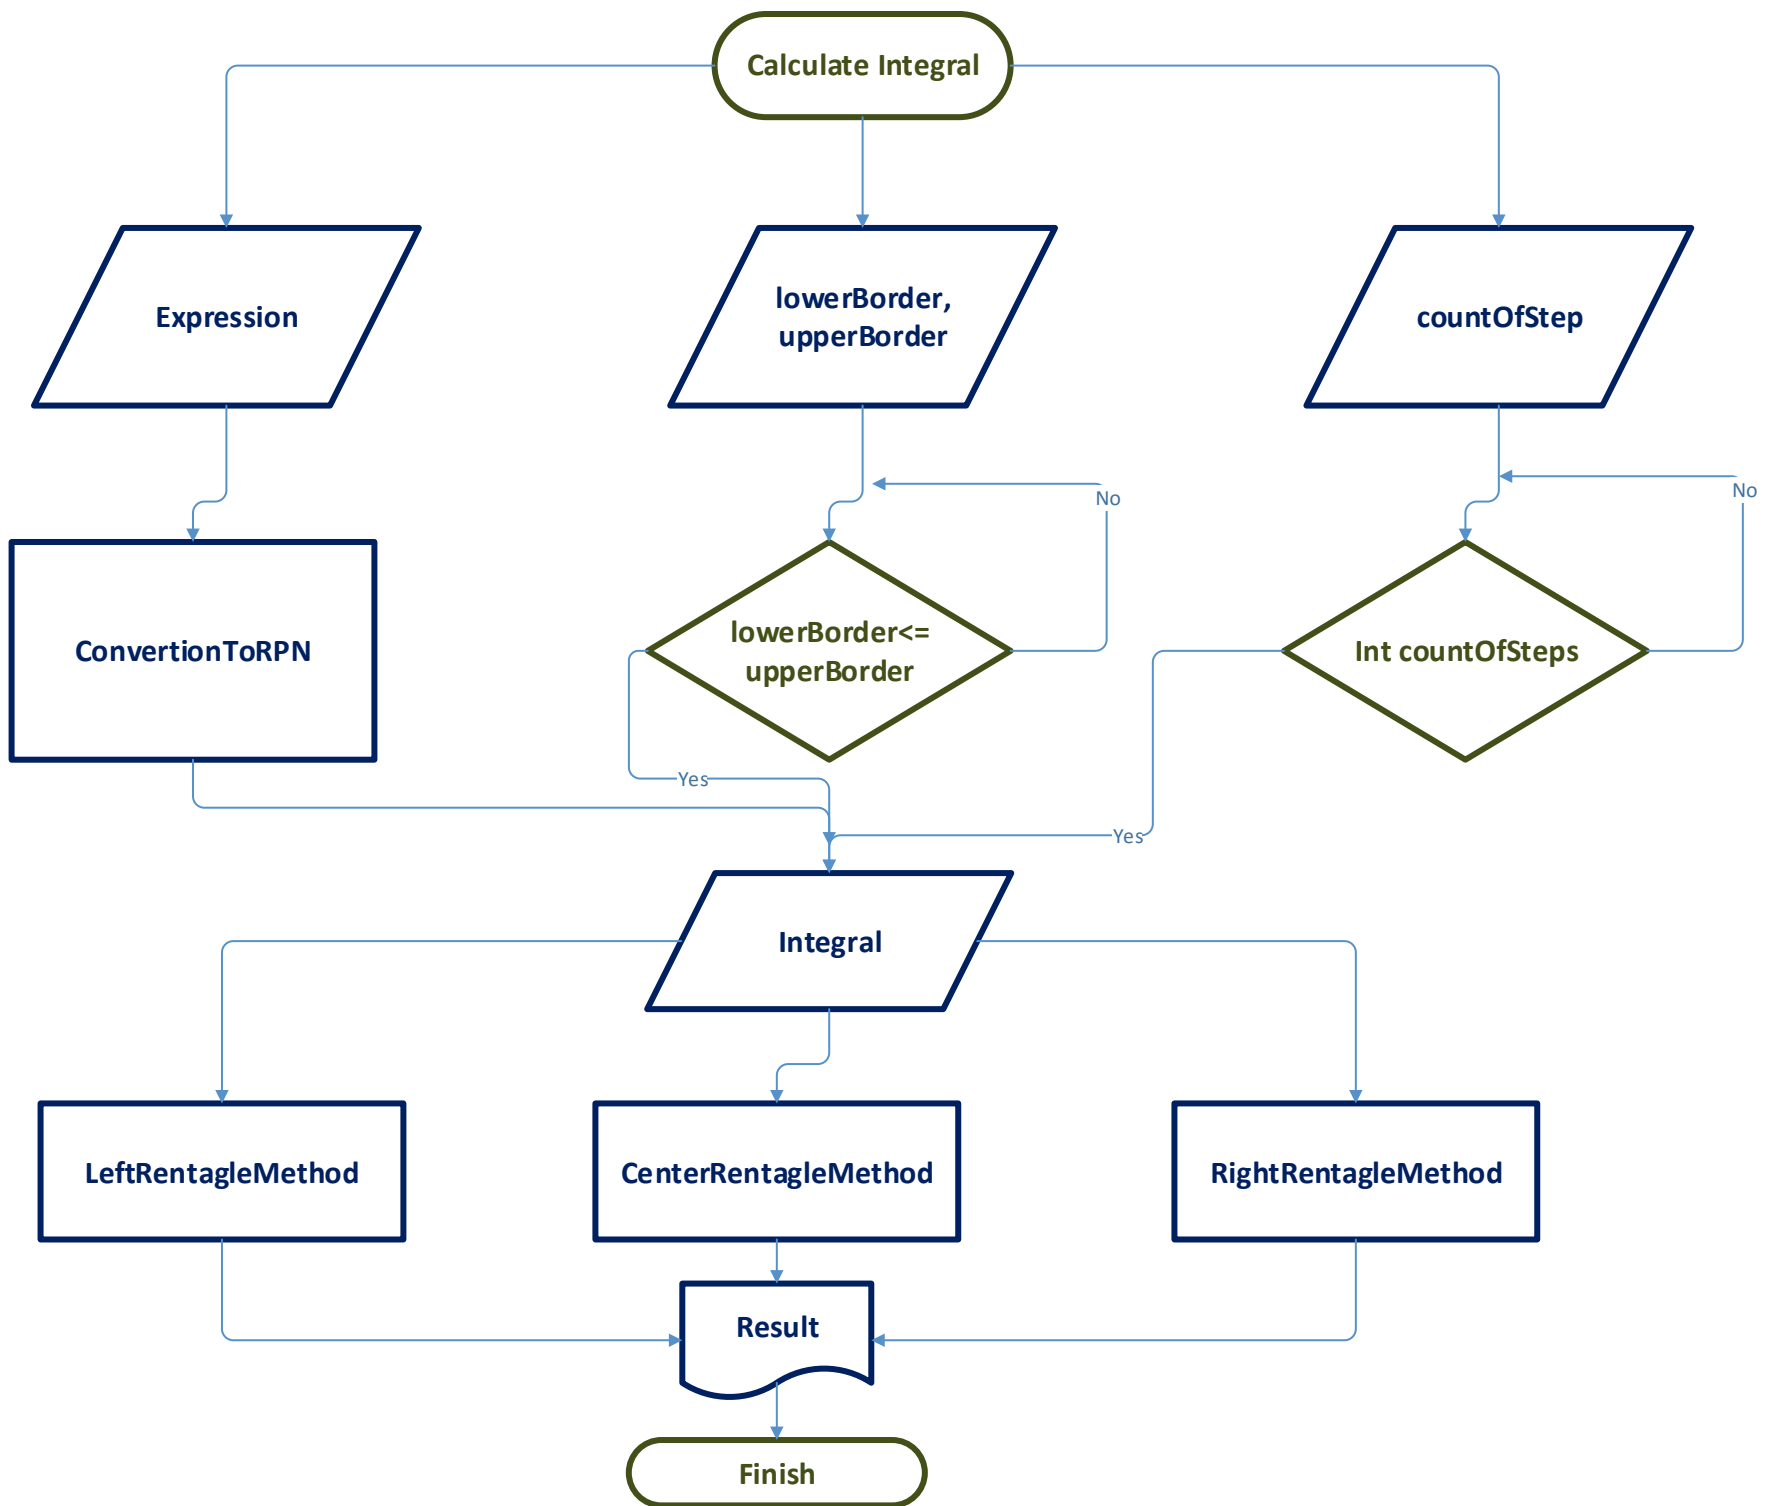 Calculate Integral
Expression
lowerBorder,
upperBorder
countOfStep
No
No
ConvertionToRPN
lowerBorder<=
upperBorder
Int countOfSteps
Yes
Yes
Integral
LeftRentagleMethod
CenterRentagleMethod
RightRentagleMethod
Result
Finish